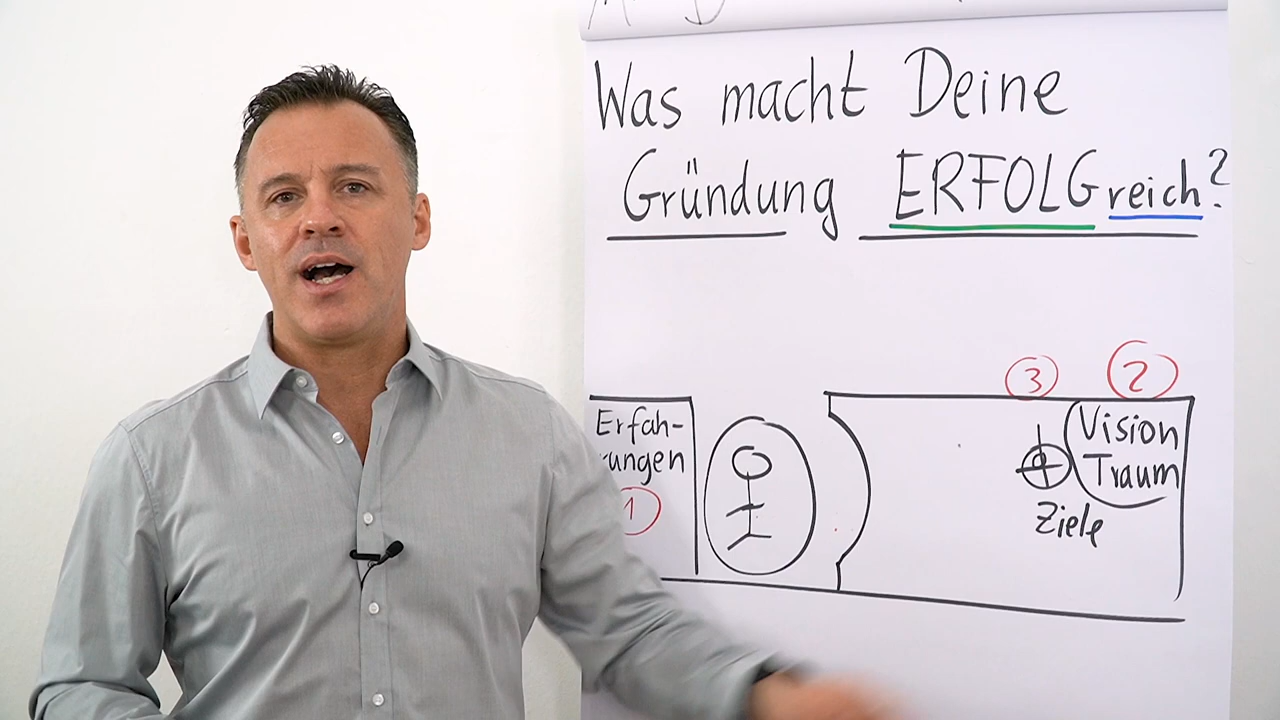 Was macht Deine
Gründung ERFOLGreich?
3
2
Erfah-
rungen
1
Vision
Traum
Ziele